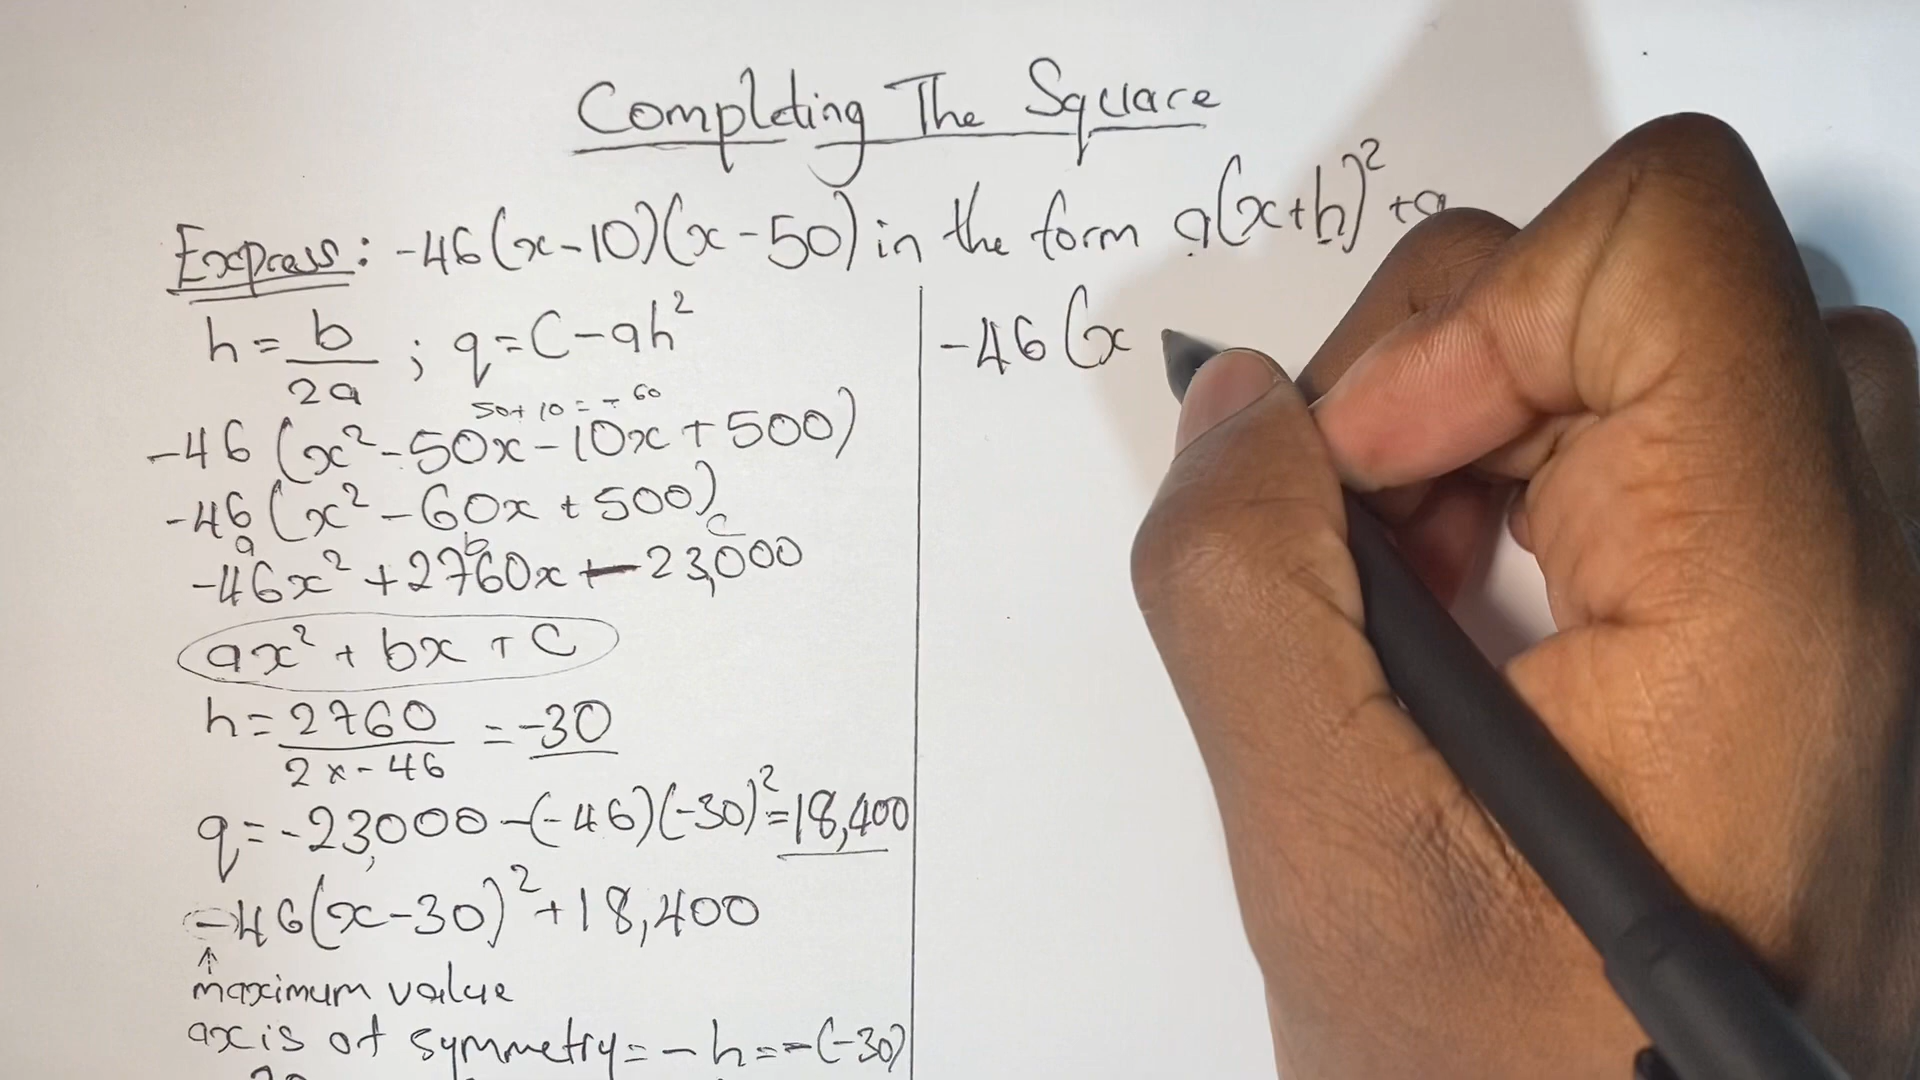 Completing The Square
Express: -46(x-10)(x-50) in the form a(x+h)² +
h = b/2a ; q = C - ah²
50+10 = -60
-46 (x² - 50x - 10x + 500)
-46 (x² - 60x + 500)
a b c
-46x² + 2760x - 23,000
ax² + bx + C
h = 2760/2x-46 = -30
q = -23,000 - (-46)(-30)² = 18,400
-46(x-30)² + 18,400
↑
maximum value
axis of symmetry = -h = -(-30)
-46 (x